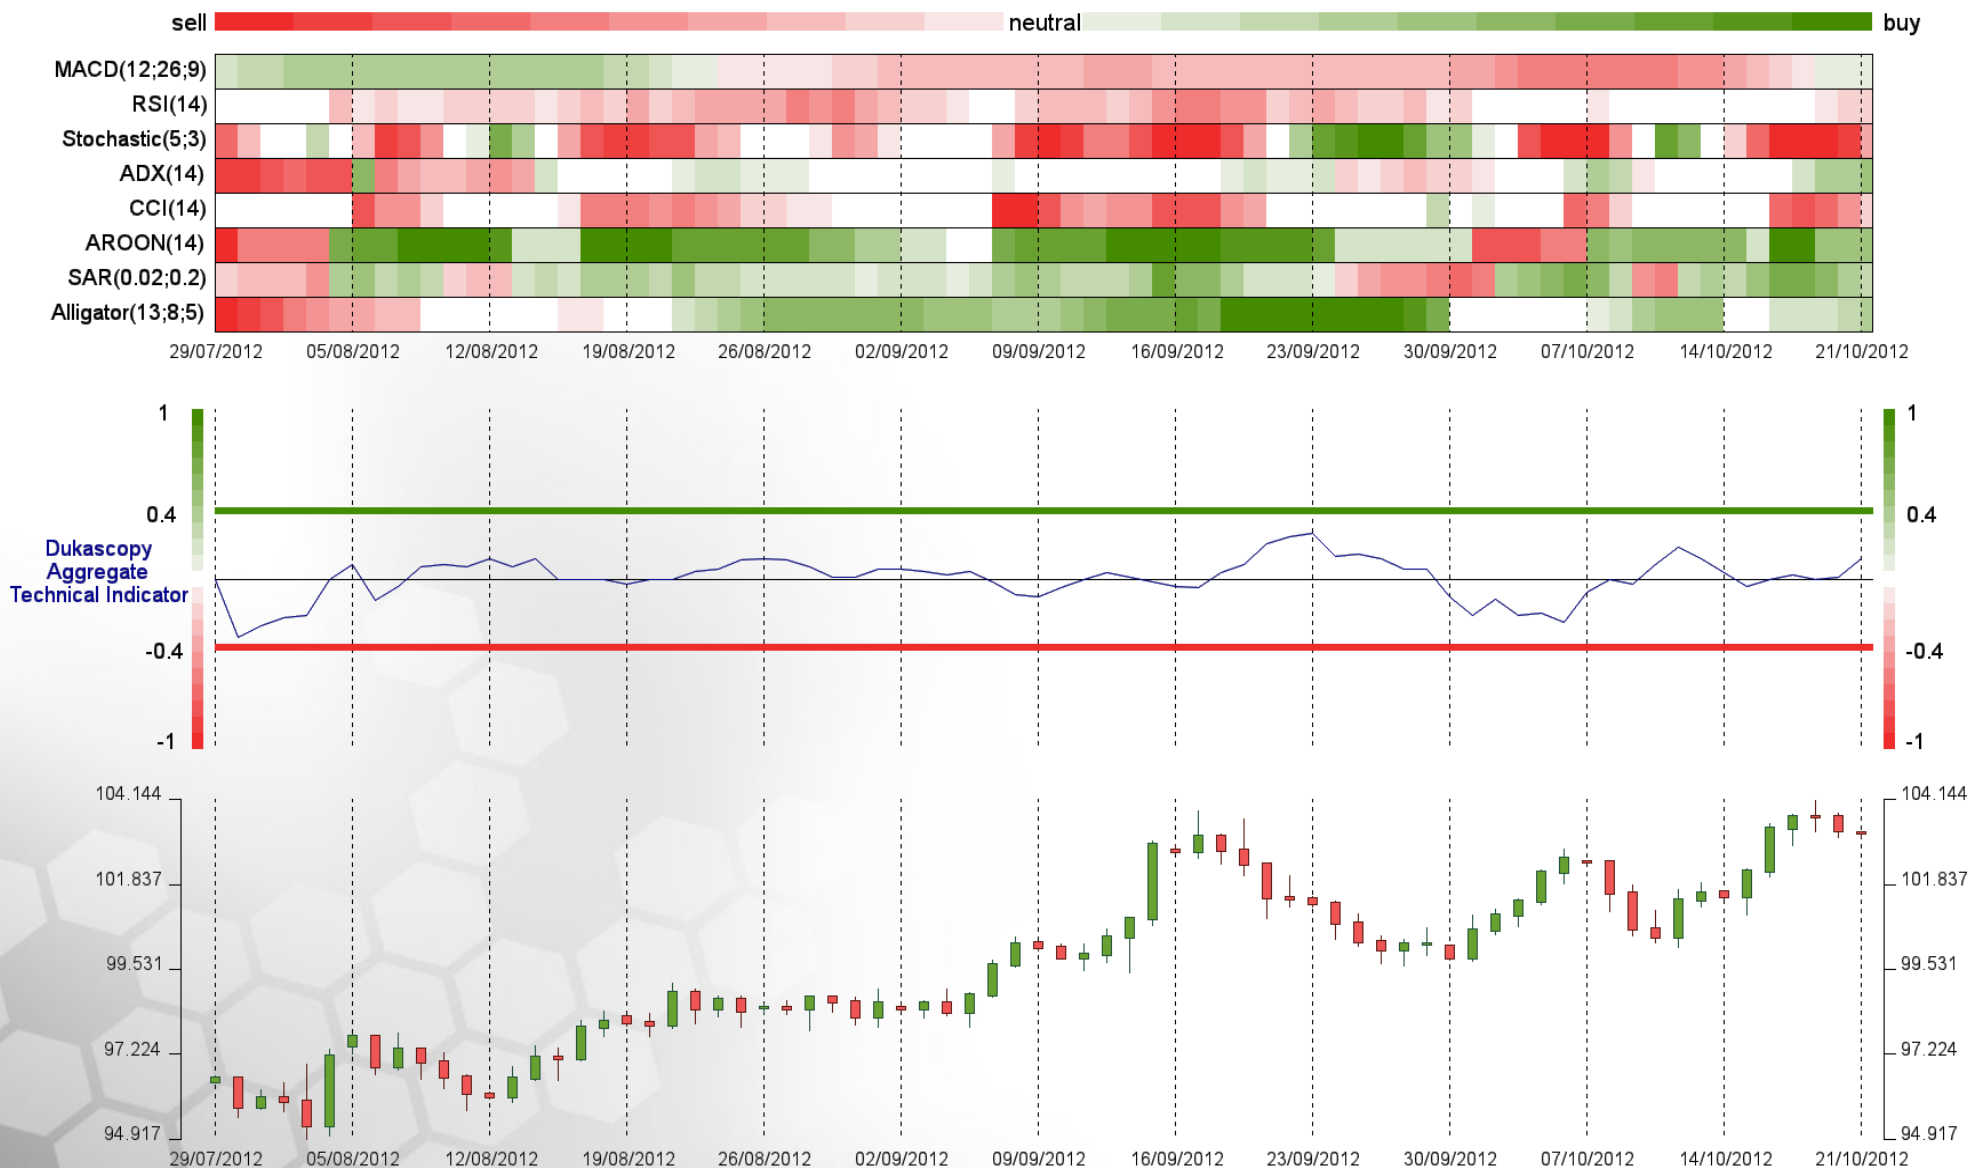 sell neutral buy
MACD(12;26;9)
RSI(14)
Stochastic(5;3)
ADX(14)
CCI(14)
AROON(14)
SAR(0.02;0.2)
Alligator(13;8;5)
29/07/2012 05/08/2012 12/08/2012 19/08/2012 26/08/2012 02/09/2012 09/09/2012 16/09/2012 23/09/2012 30/09/2012 07/10/2012 14/10/2012 21/10/2012
1 1
0.4 0.4
Dukascopy
Aggregate
Technical Indicator
-0.4 -0.4
-1 -1
104.144 104.144
101.837 101.837
99.531 99.531
97.224 97.224
94.917 94.917
29/07/2012 05/08/2012 12/08/2012 19/08/2012 26/08/2012 02/09/2012 09/09/2012 16/09/2012 23/09/2012 30/09/2012 07/10/2012 14/10/2012 21/10/2012